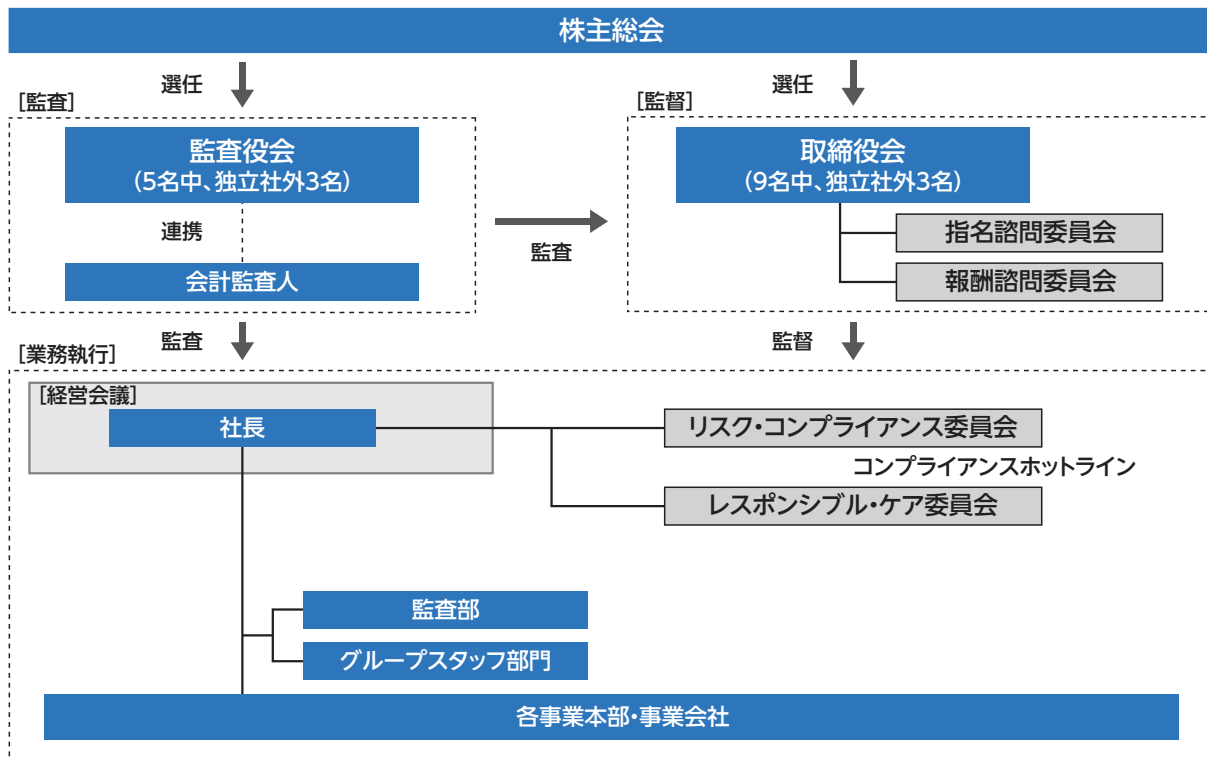 株主総会
選任
選任
［監査］
［監督］
監査役会
（5名中、独立社外3名）
取締役会
（9名中、独立社外3名）
連携
監査
指名諮問委員会
会計監査人
報酬諮問委員会
監査
監督
［業務執行］
［経営会議］
社長
リスク・コンプライアンス委員会
コンプライアンスホットライン
レスポンシブル・ケア委員会
監査部
グループスタッフ部門
各事業本部・事業会社